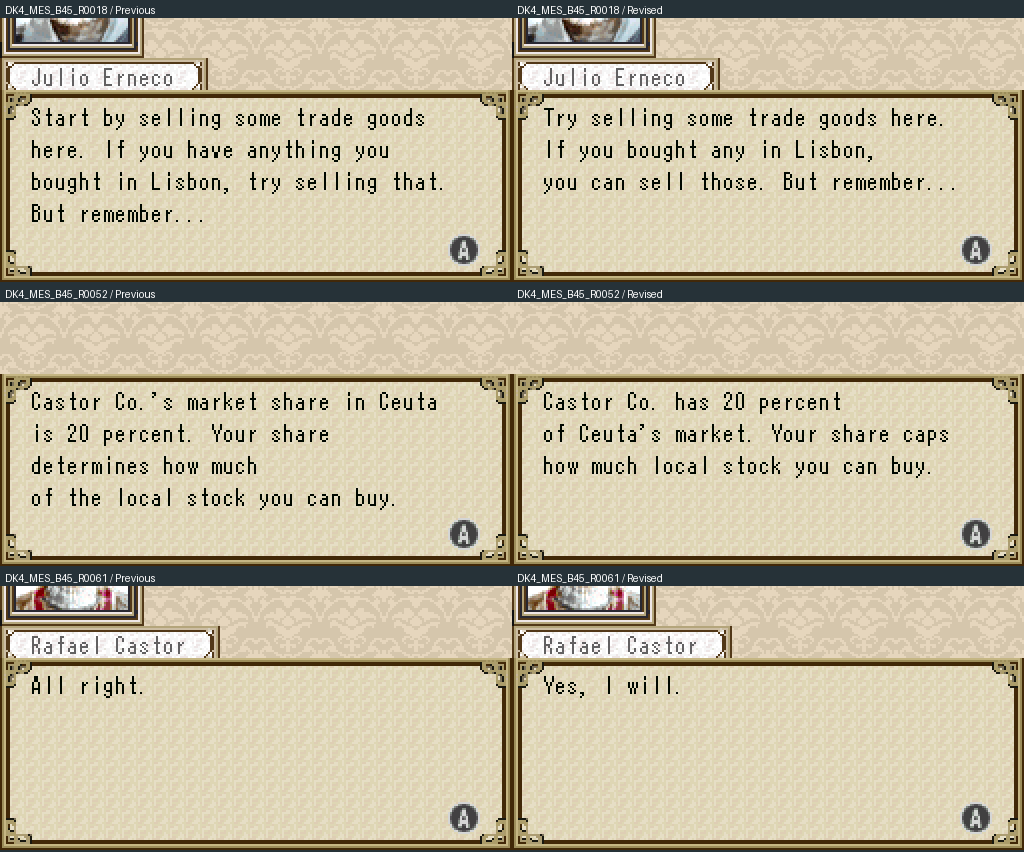 DK4_MES_B45_R0018 / Previous
Julio Erneco
Start by selling some trade goods
here. If you have anything you
bought in Lisbon, try selling that.
But remember...
A
DK4_MES_B45_R0018 / Revised
Julio Erneco
Try selling some trade goods here.
If you bought any in Lisbon,
you can sell those. But remember...
A
DK4_MES_B45_R0052 / Previous
Castor Co.'s market share in Ceuta
is 20 percent. Your share
determines how much
of the local stock you can buy.
A
DK4_MES_B45_R0052 / Revised
Castor Co. has 20 percent
of Ceuta's market. Your share caps
how much local stock you can buy.
A
DK4_MES_B45_R0061 / Previous
Rafael Castor
All right.
A
DK4_MES_B45_R0061 / Revised
Rafael Castor
Yes, I will.
A